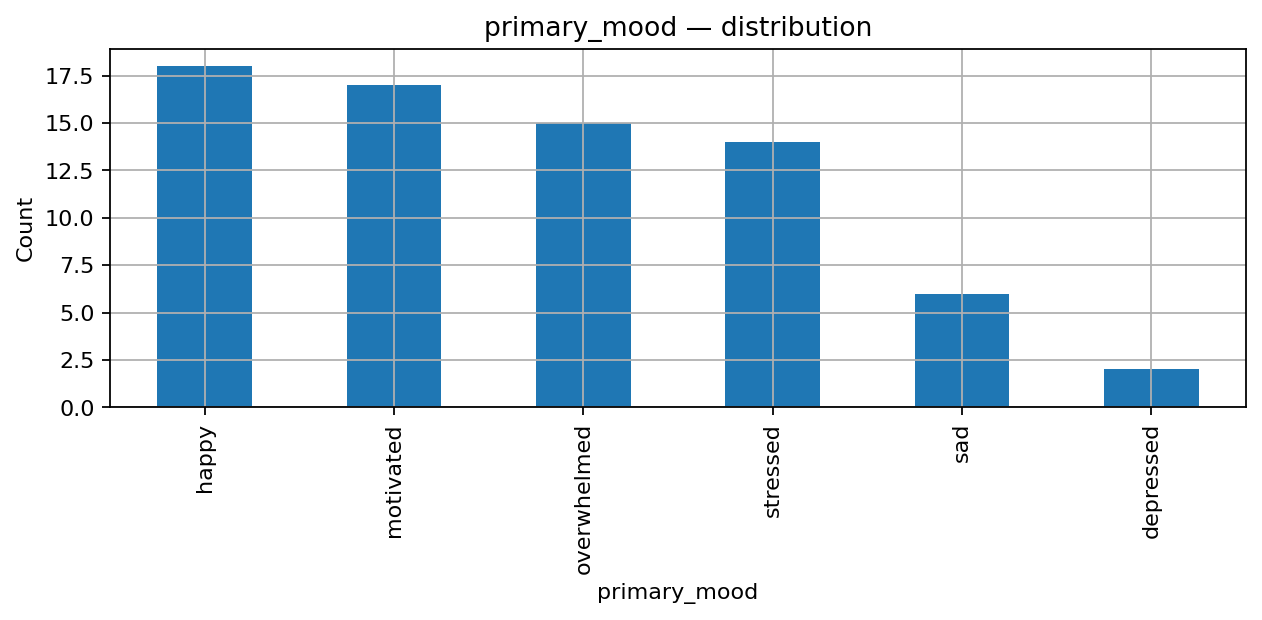 primary_mood — distribution
Count
17.5
15.0
12.5
10.0
7.5
5.0
2.5
0.0
happy
motivated
overwhelmed
stressed
sad
depressed
primary_mood